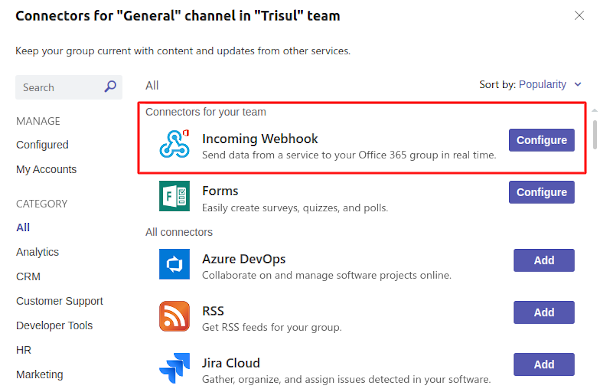 Connectors for "General" channel in "Trisul" team
Keep your group current with content and updates from other services.
Search
All
Sort by: Popularity
MANAGE
Configured
My Accounts
CATEGORY
All
Analytics
CRM
Customer Support
Developer Tools
HR
Marketing
Connectors for your team
Incoming Webhook
Send data from a service to your Office 365 group in real time.
Configure
Forms
Easily create surveys, quizzes, and polls.
Configure
All connectors
Azure DevOps
Collaborate on and manage software projects online.
Add
RSS
Get RSS feeds for your group.
Add
Jira Cloud
Gather, organize, and assign issues detected in your software.
Add